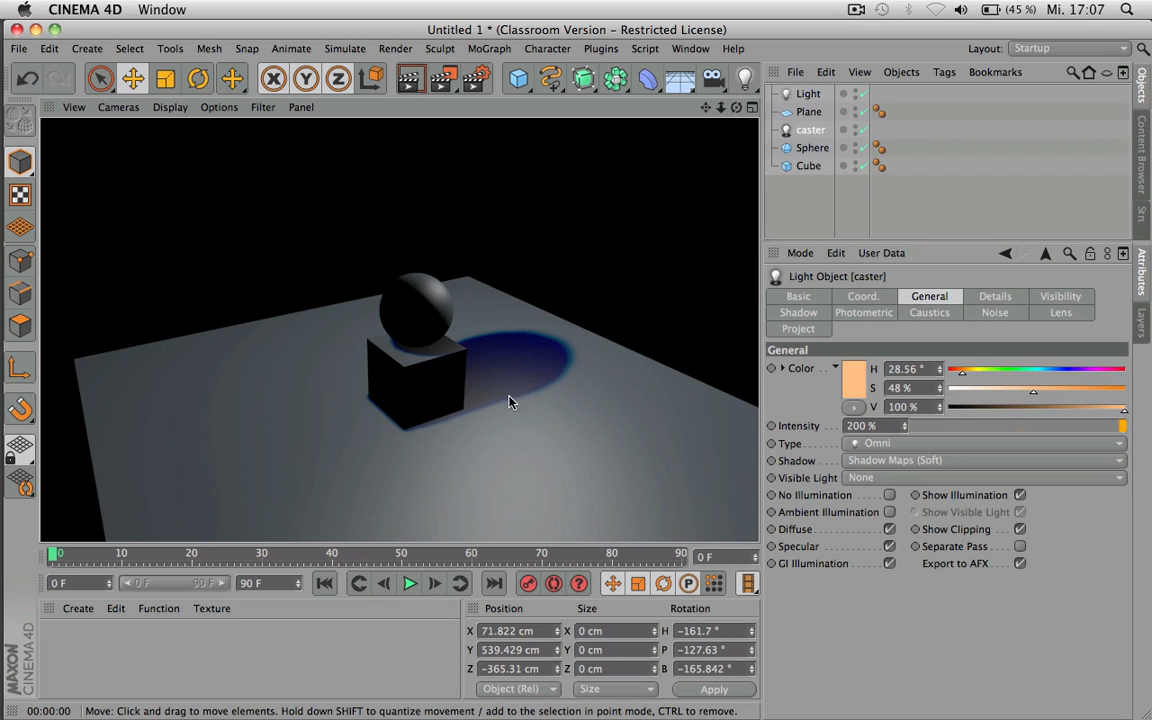 CINEMA 4D Window (45 %) Mi. 17:07
Untitled 1 * (Classroom Version - Restricted License)
File Edit Create Select Tools Mesh Snap Animate Simulate Render Sculpt MoGraph Character Plugins Script Window Help Layout: Startup
X Y Z
File Edit View Objects Tags Bookmarks
View Cameras Display Options Filter Panel
Light
Plane
caster
Sphere
Cube
Objects
Content Browser
Str
Mode Edit User Data
Light Object [caster]
Basic Coord. General Details Visibility
Shadow Photometric Caustics Noise Lens
Project
Attributes
Layers
General
Color H 28.56 °
S 48 %
V 100 %
Intensity 200 %
Type Omni
Shadow Shadow Maps (Soft)
Visible Light None
No Illumination Show Illumination
Ambient Illumination Show Visible Light
Diffuse Show Clipping
Specular Separate Pass
GI Illumination Export to AFX
0 10 20 30 40 50 60 70 80 90 0 F
0 F 0 F 90 F 90 F P
Create Edit Function Texture
Position Size Rotation
X 71.822 cm X 0 cm H -161.7 °
Y 539.429 cm Y 0 cm P -127.63 °
Z -365.31 cm Z 0 cm B -165.842 °
Object (Rel) Size Apply
MAXON
CINEMA 4D
00:00:00 Move: Click and drag to move elements. Hold down SHIFT to quantize movement / add to the selection in point mode, CTRL to remove.